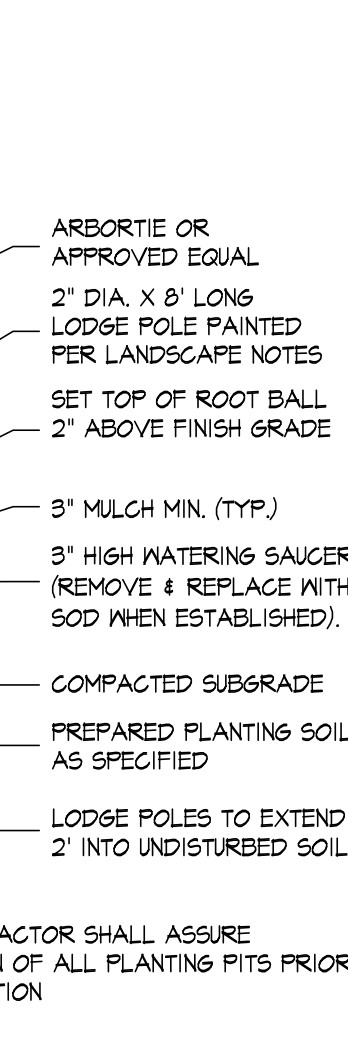 ARBORTIE OR
APPROVED EQUAL
2" DIA. X 8' LONG
LODGE POLE PAINTED
PER LANDSCAPE NOTES
SET TOP OF ROOT BALL
2" ABOVE FINISH GRADE
3" MULCH MIN. (TYP.)
3" HIGH WATERING SAUCER
(REMOVE & REPLACE WITH
SOD WHEN ESTABLISHED).
COMPACTED SUBGRADE
PREPARED PLANTING SOIL
AS SPECIFIED
LODGE POLES TO EXTEND
2' INTO UNDISTURBED SOIL
ACTOR SHALL ASSURE
OF ALL PLANTING PITS PRIOR
TION